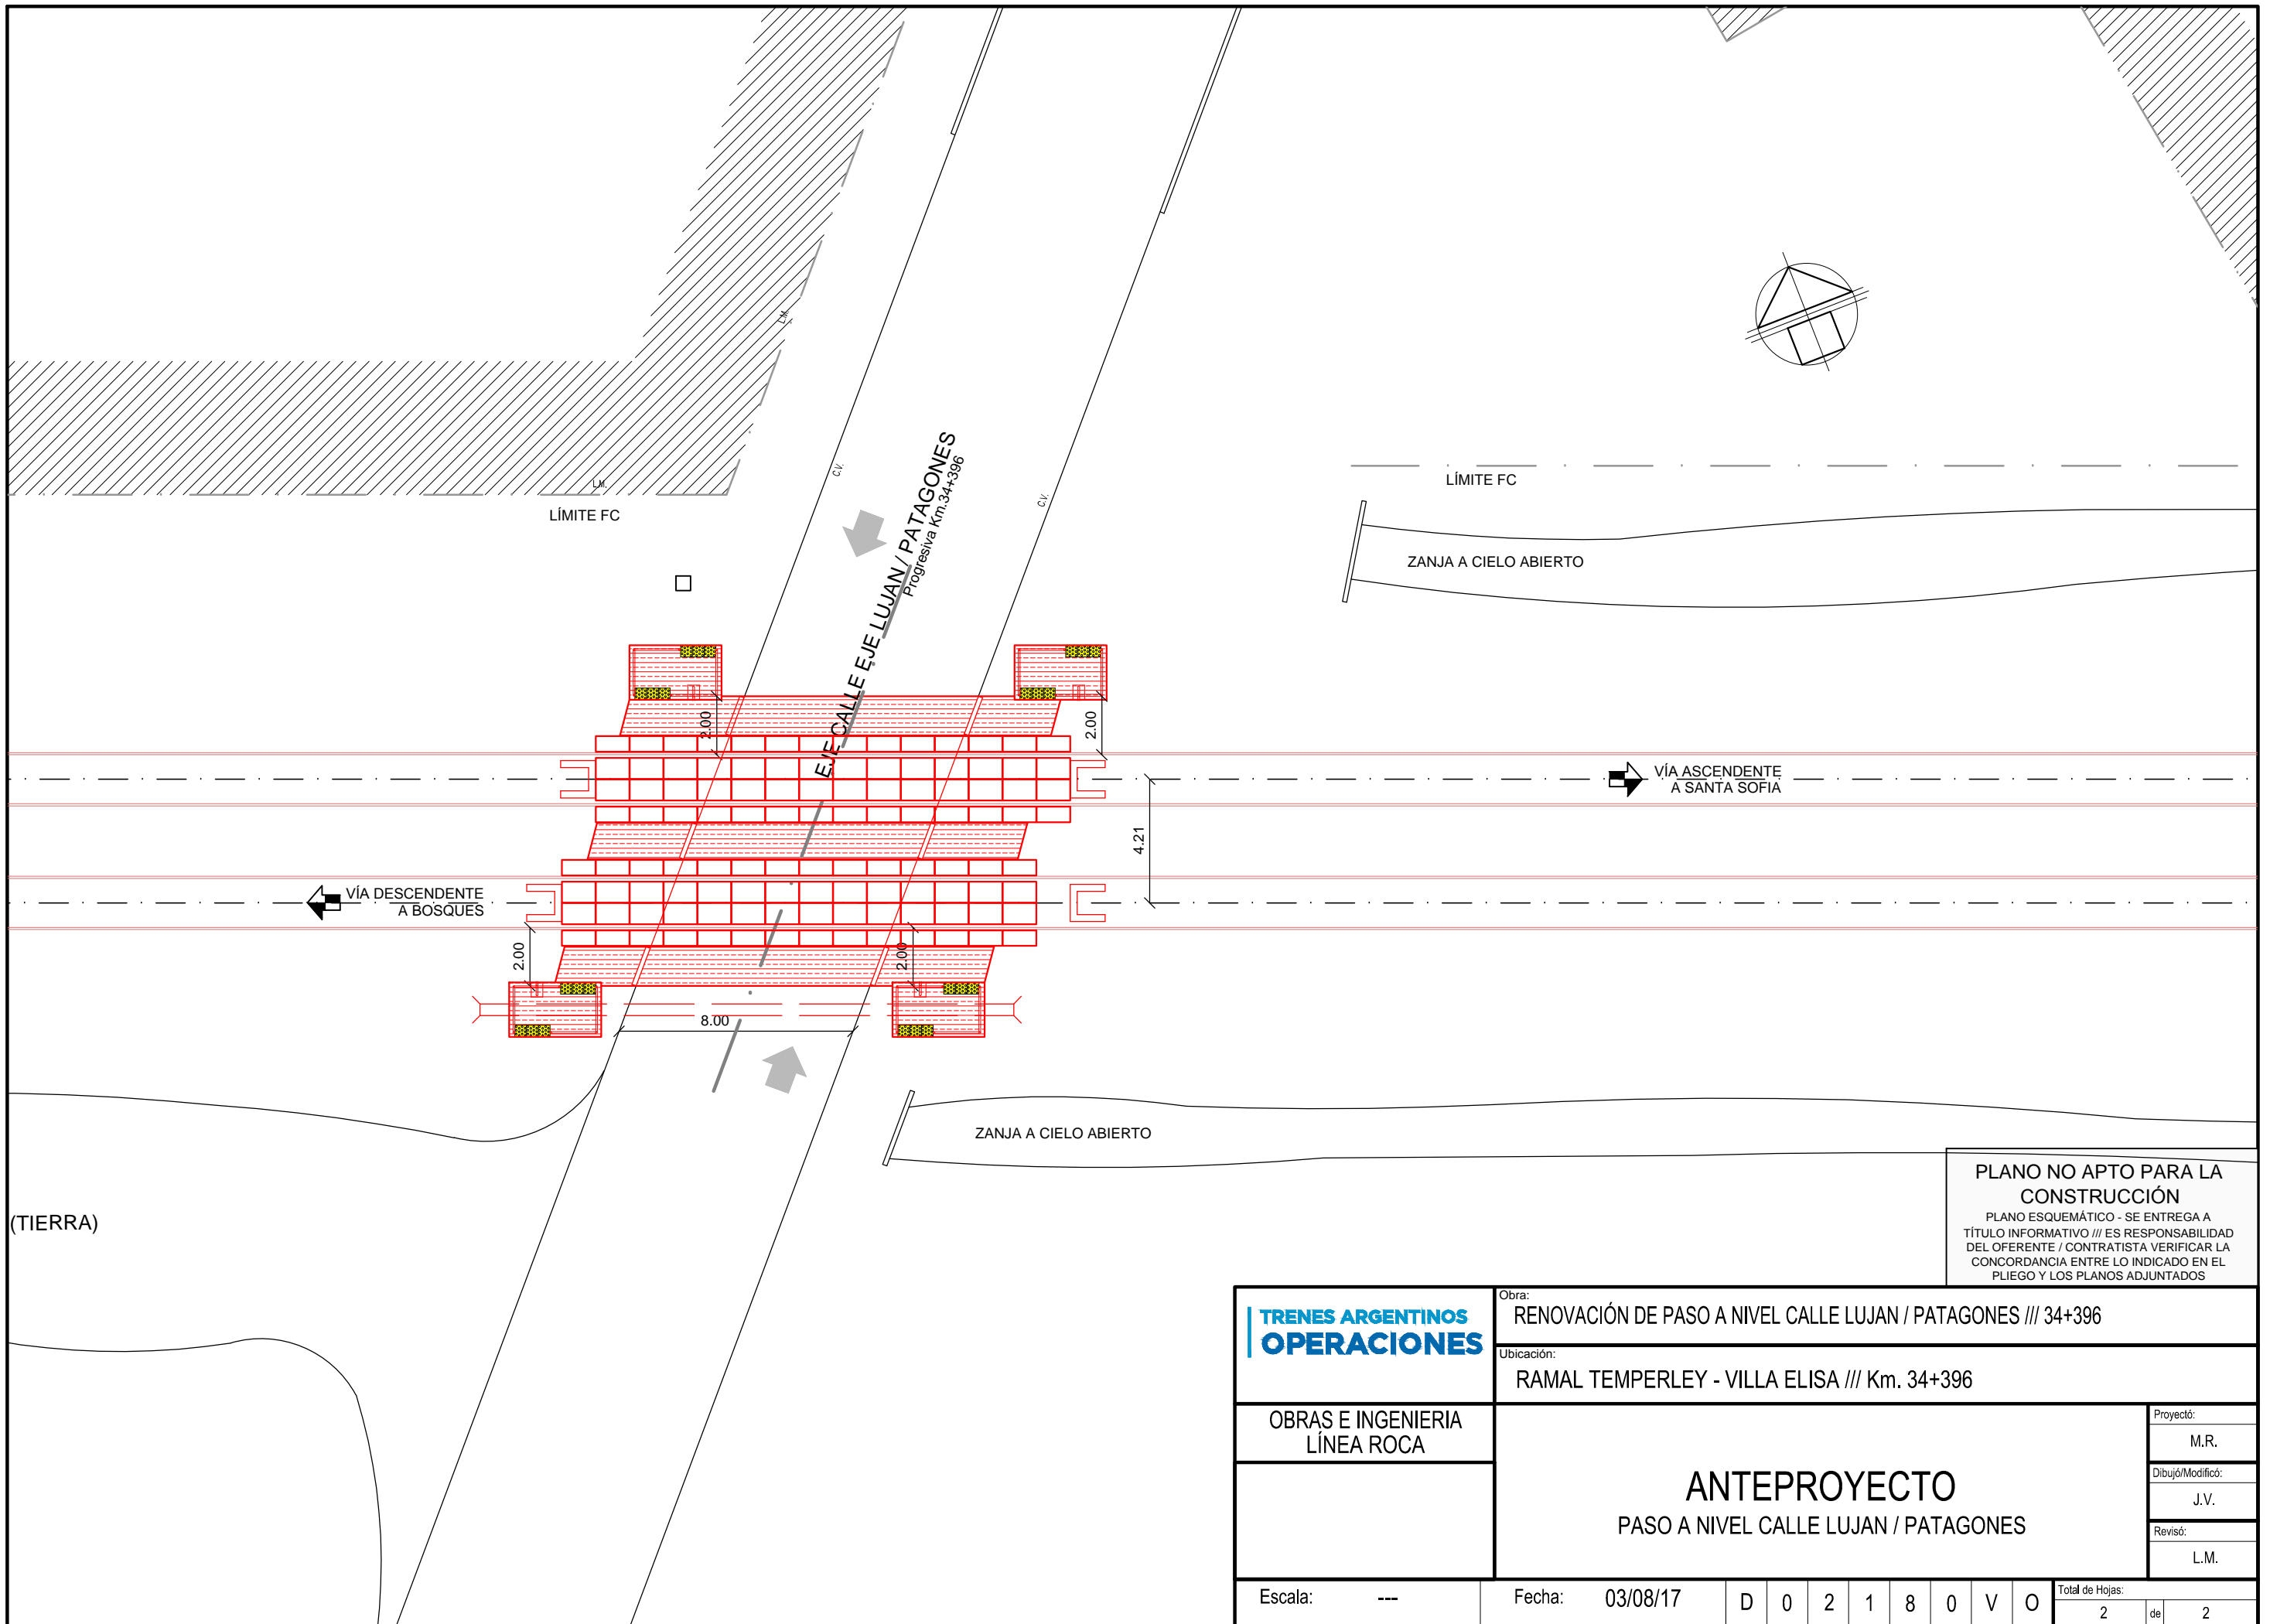 L.M.
C.V.
EJE CALLE EJE LUJAN / PATAGONES
Progresiva Km.34+396
C.V.
L.M.
LÍMITE FC
LÍMITE FC
ZANJA A CIELO ABIERTO
2.00
2.00
VÍA ASCENDENTE
A SANTA SOFIA
4.21
VÍA DESCENDENTE
A BOSQUES
2.00
2.00
8.00
ZANJA A CIELO ABIERTO
(TIERRA)
PLANO NO APTO PARA LA
CONSTRUCCIÓN
PLANO ESQUEMÁTICO - SE ENTREGA A
TÍTULO INFORMATIVO /// ES RESPONSABILIDAD
DEL OFERENTE / CONTRATISTA VERIFICAR LA
CONCORDANCIA ENTRE LO INDICADO EN EL
PLIEGO Y LOS PLANOS ADJUNTADOS
TRENES ARGENTINOS
OPERACIONES
Obra:
RENOVACIÓN DE PASO A NIVEL CALLE LUJAN / PATAGONES /// 34+396
Ubicación:
RAMAL TEMPERLEY - VILLA ELISA /// Km. 34+396
OBRAS E INGENIERIA
LÍNEA ROCA
ANTEPROYECTO
PASO A NIVEL CALLE LUJAN / PATAGONES
Proyectó:
M.R.
Dibujó/Modificó:
J.V.
Revisó:
L.M.
Escala: ---
Fecha: 03/08/17
D 0 2 1 8 0 V O
Total de Hojas:
2 de 2